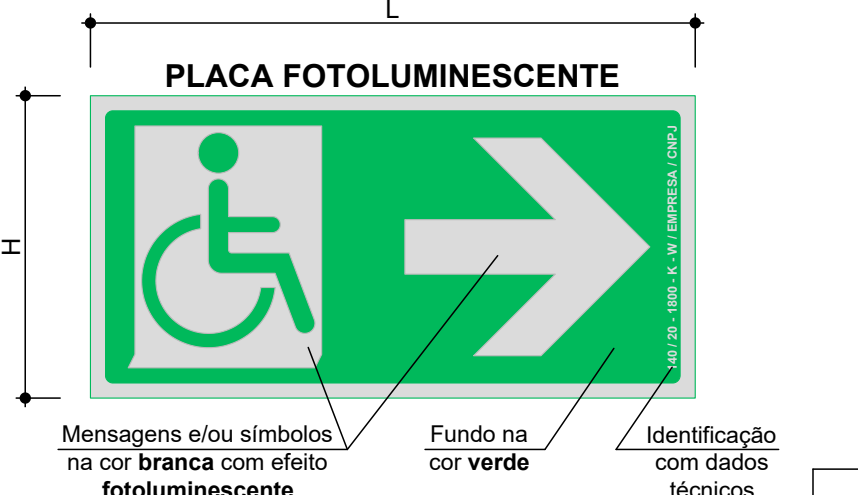 L
PLACA FOTOLUMINESCENTE
H
140 / 20 - 1800 - K - W / EMPRESA / CNPJ
Mensagens e/ou símbolos
na cor branca com efeito
fotoluminescente
Fundo na
cor verde
Identificação
com dados
técnicos